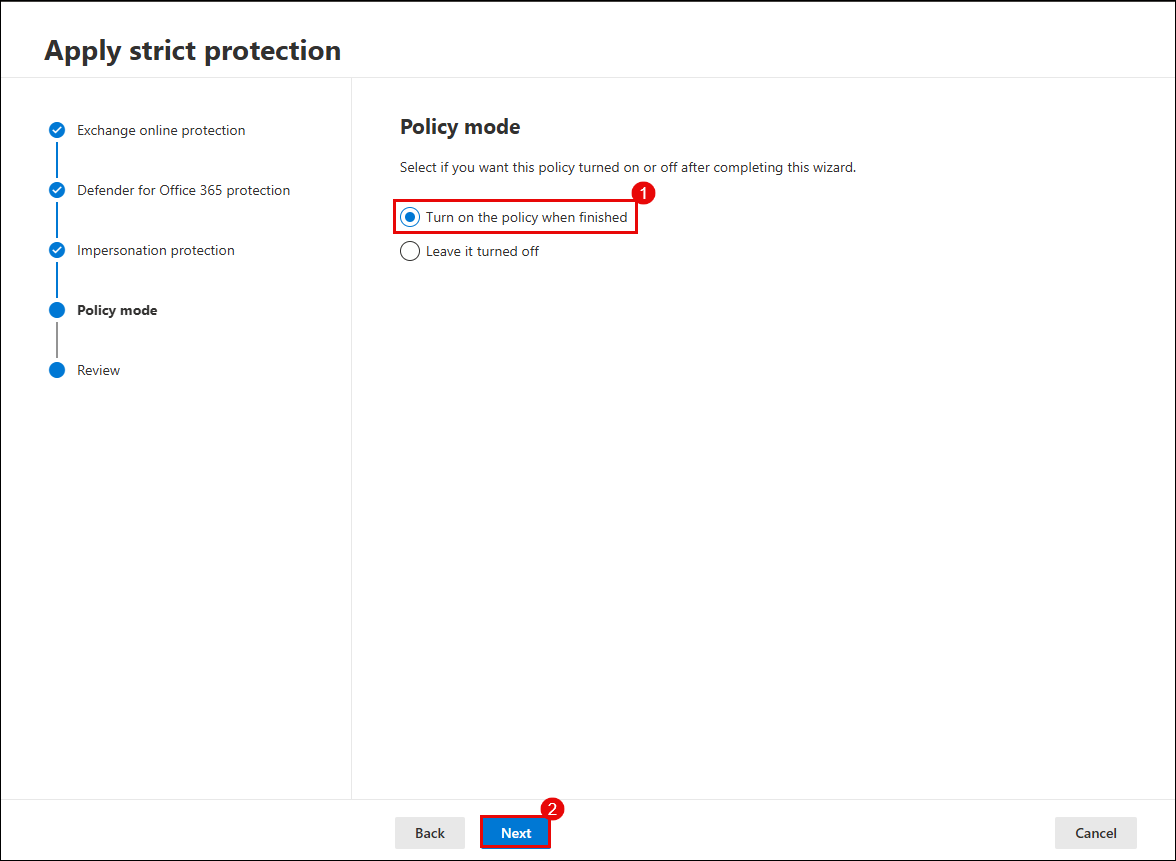 Apply strict protection
Exchange online protection
Defender for Office 365 protection
Impersonation protection
Policy mode
Review
Policy mode
Select if you want this policy turned on or off after completing this wizard.
1
Turn on the policy when finished
Leave it turned off
2
Back
Next
Cancel